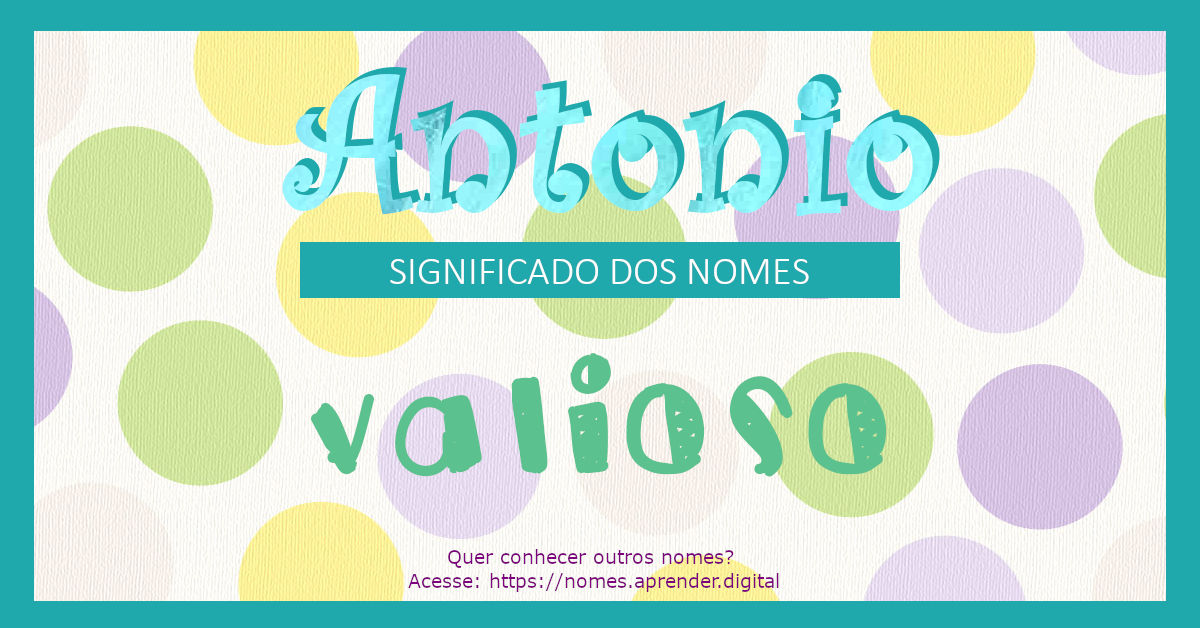 Antonio
SIGNIFICADO DOS NOMES
valioso
Quer conhecer outros nomes?
Acesse: https://nomes.aprender.digital